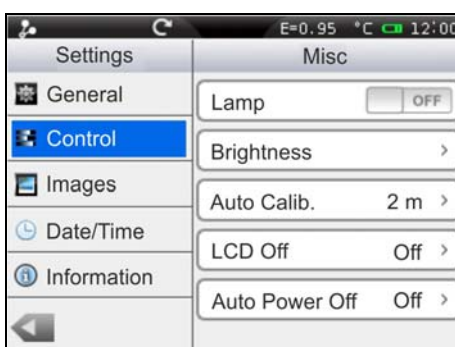 E=0.95 °C 12:00
Settings
Misc
General
Control
Images
Date/Time
Information
Lamp OFF
Brightness >
Auto Calib. 2 m >
LCD Off Off >
Auto Power Off Off >